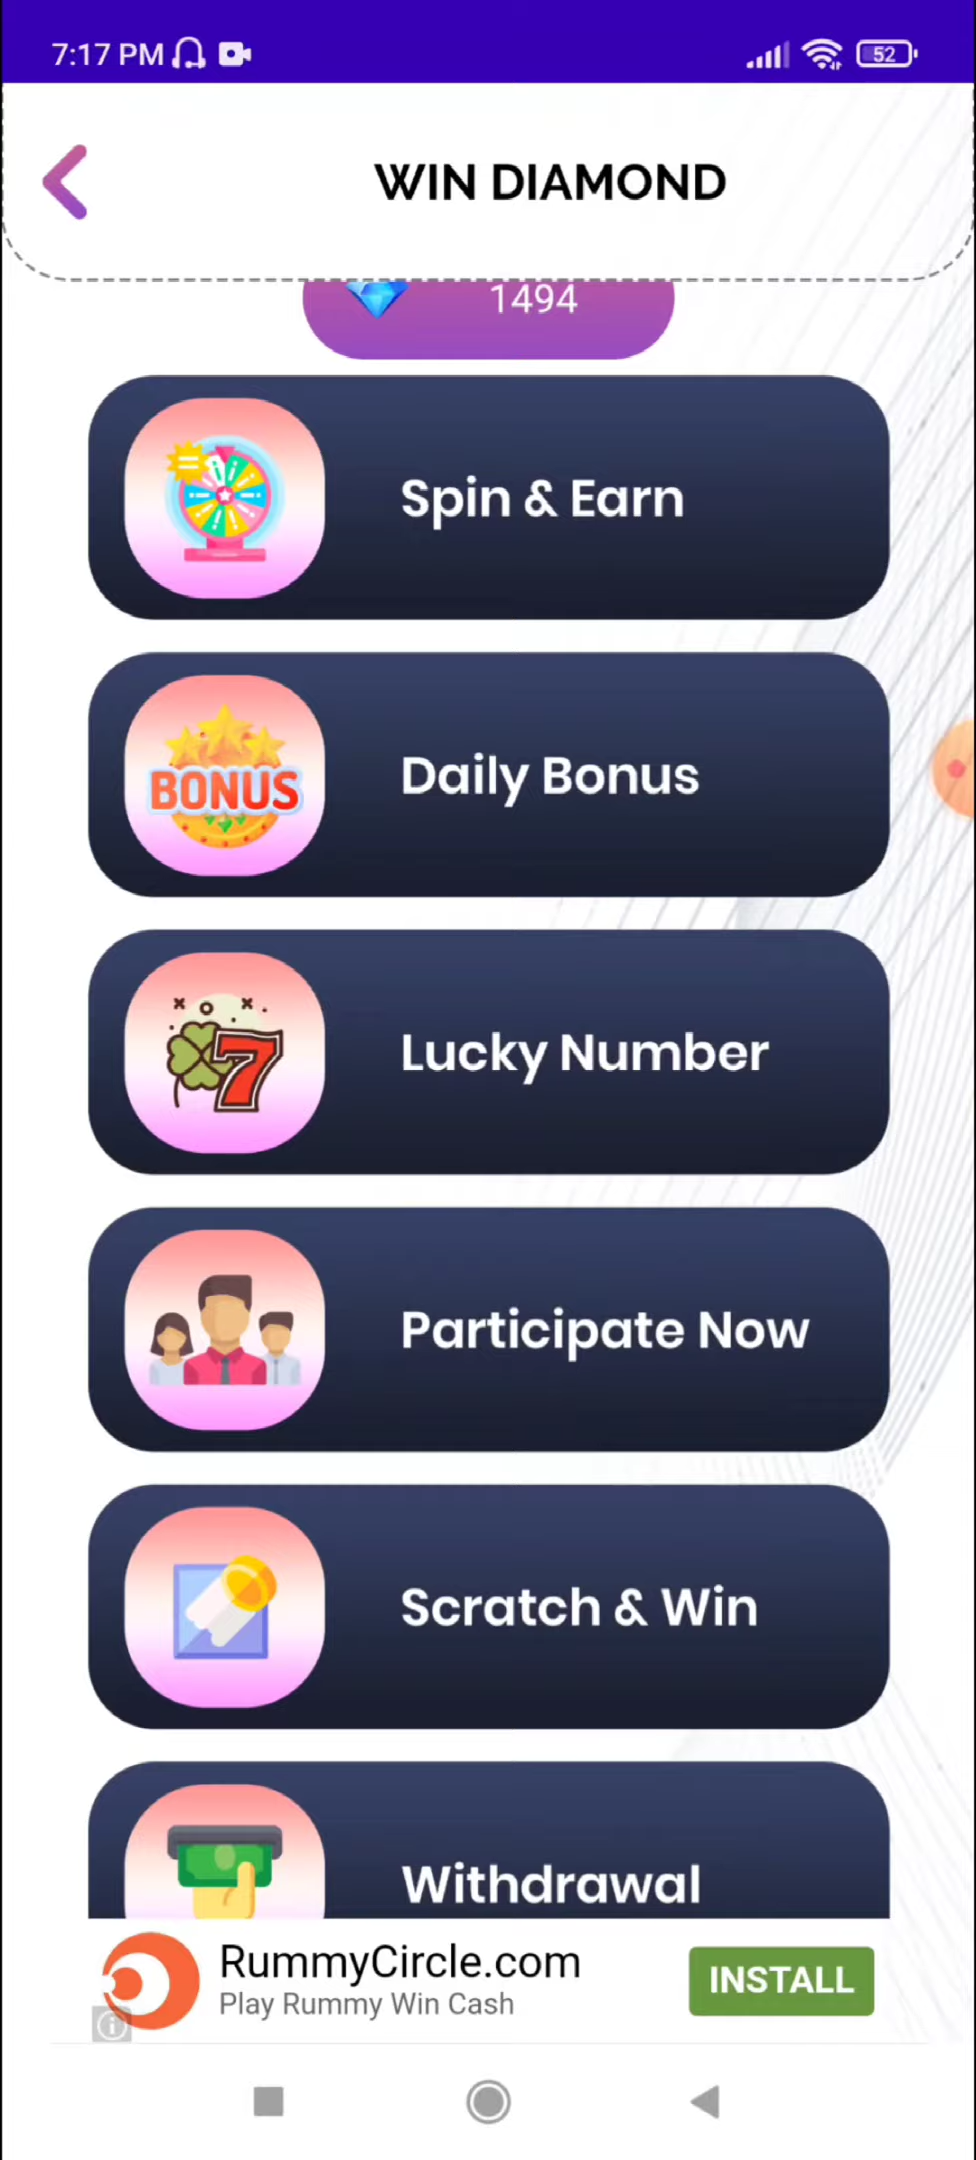 7:17 PM
52
WIN DIAMOND
1494
Spin & Earn
BONUS
Daily Bonus
7
Lucky Number
Participate Now
Scratch & Win
Withdrawal
RummyCircle.com
Play Rummy Win Cash
INSTALL